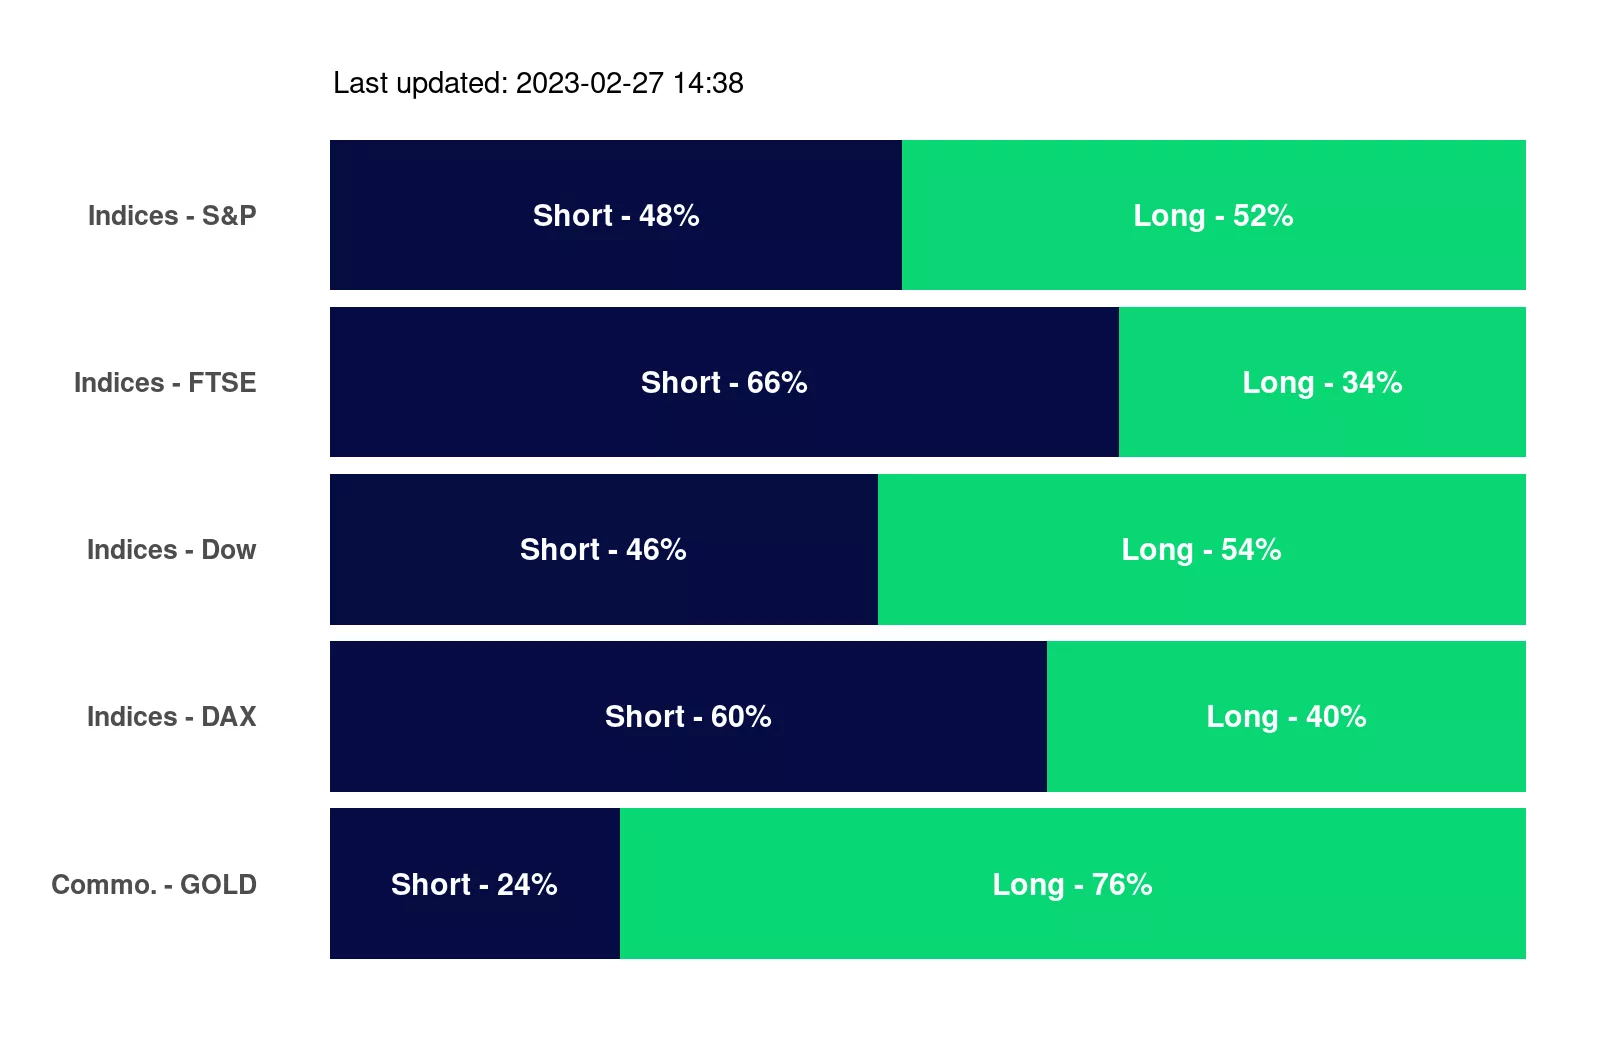 Last updated: 2023-02-27 14:38
Indices - S&P Short - 48% Long - 52%
Indices - FTSE Short - 66% Long - 34%
Indices - Dow Short - 46% Long - 54%
Indices - DAX Short - 60% Long - 40%
Commo. - GOLD Short - 24% Long - 76%